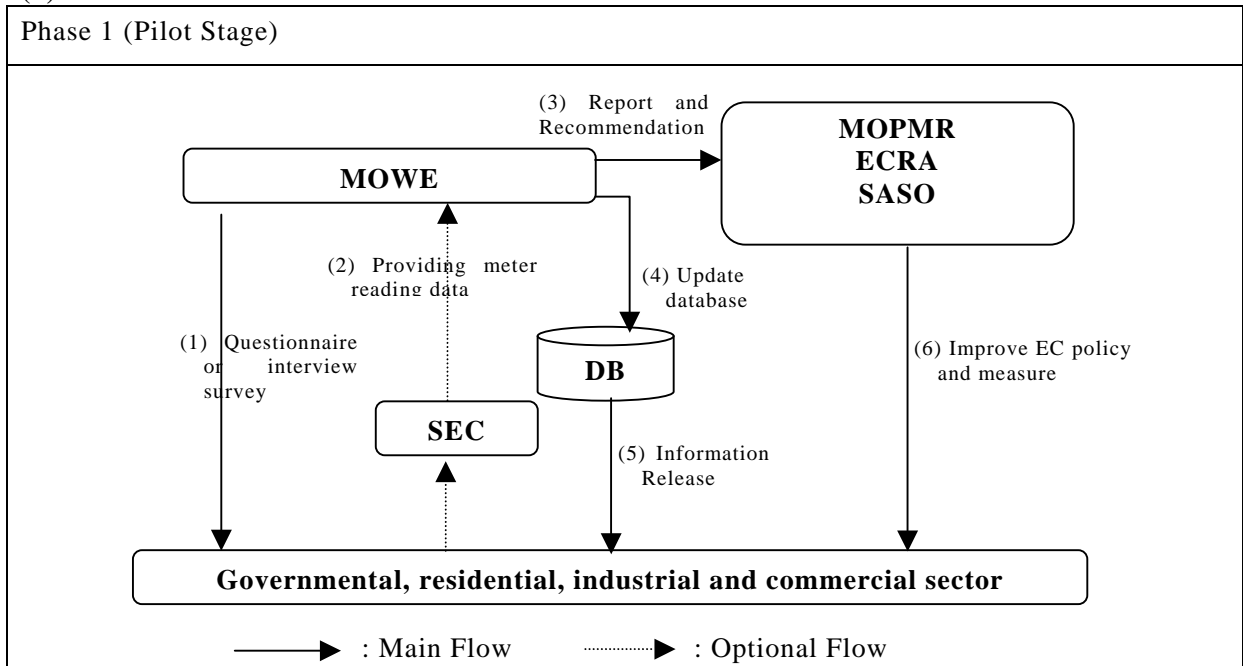 Phase 1 (Pilot Stage)
(3) Report and
Recommendation
MOPMR
ECRA
SASO
MOWE
(2) Providing meter
reading data
(4) Update
database
(1) Questionnaire
or interview
survey
DB
(6) Improve EC policy
and measure
SEC
(5) Information
Release
Governmental, residential, industrial and commercial sector
: Main Flow
: Optional Flow